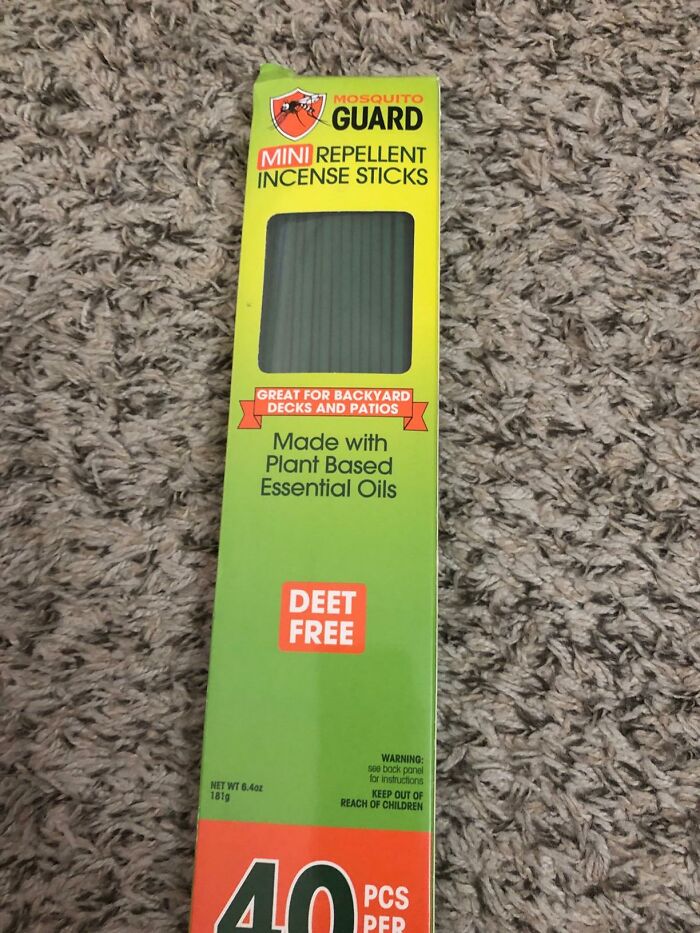 MOSQUITO
GUARD
MINI REPELLENT
INCENSE STICKS
GREAT FOR BACKYARD
DECKS AND PATIOS
Made with
Plant Based
Essential Oils
DEET
FREE
WARNING:
see back panel
for instructions
KEEP OUT OF
REACH OF CHILDREN
NET WT 6.4oz
181g
40 PCS
PER